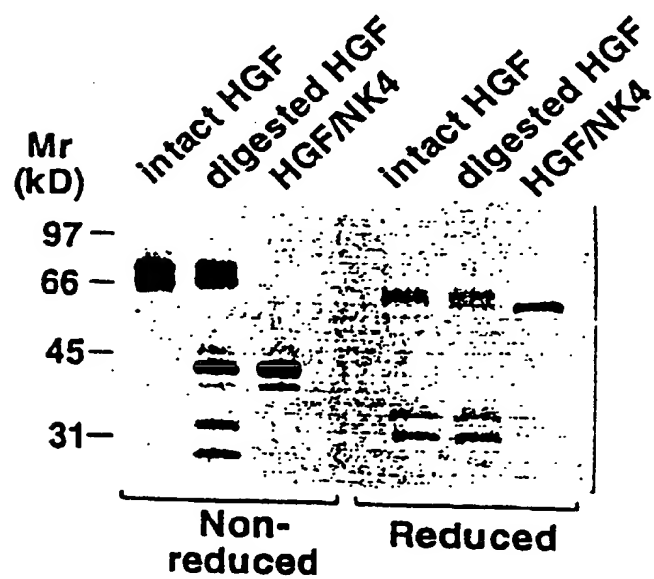 intact HGF
digested HGF
HGF/NK4
intact HGF
digested HGF
HGF/NK4
Mr
(kD)
97
66
45
31
Non-
reduced
Reduced